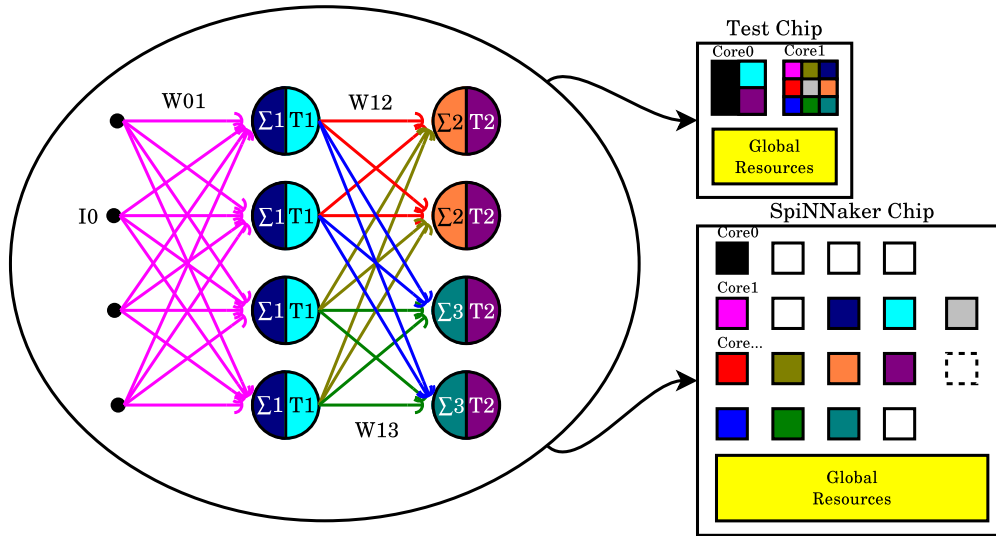 Test Chip
Core0 Core1
Global
Resources
SpiNNaker Chip
Core0
Core1
Core...
Global
Resources
W01 W12
Σ1 T1 Σ2 T2
I0 Σ1 T1 Σ2 T2
Σ1 T1 Σ3 T2
Σ1 T1 Σ3 T2
W13